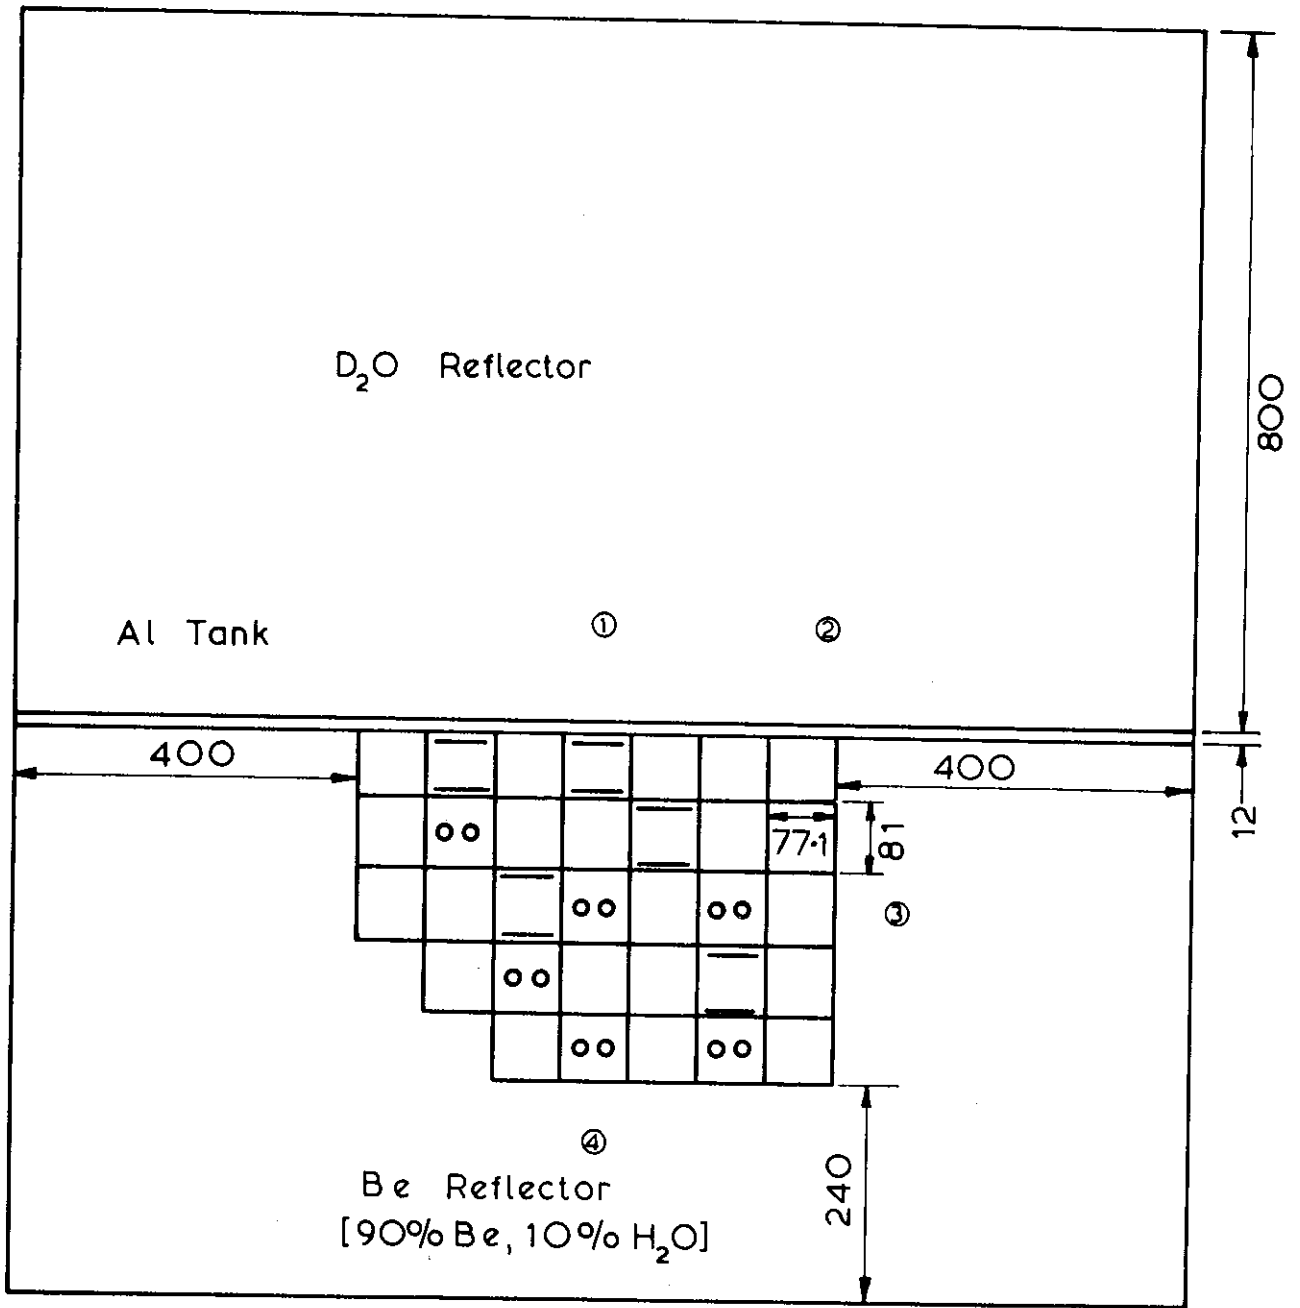 D₂O Reflector
800
Al Tank
①
②
400
400
12
77·1
81
③
④
240
Be Reflector
[90% Be, 10% H₂O]